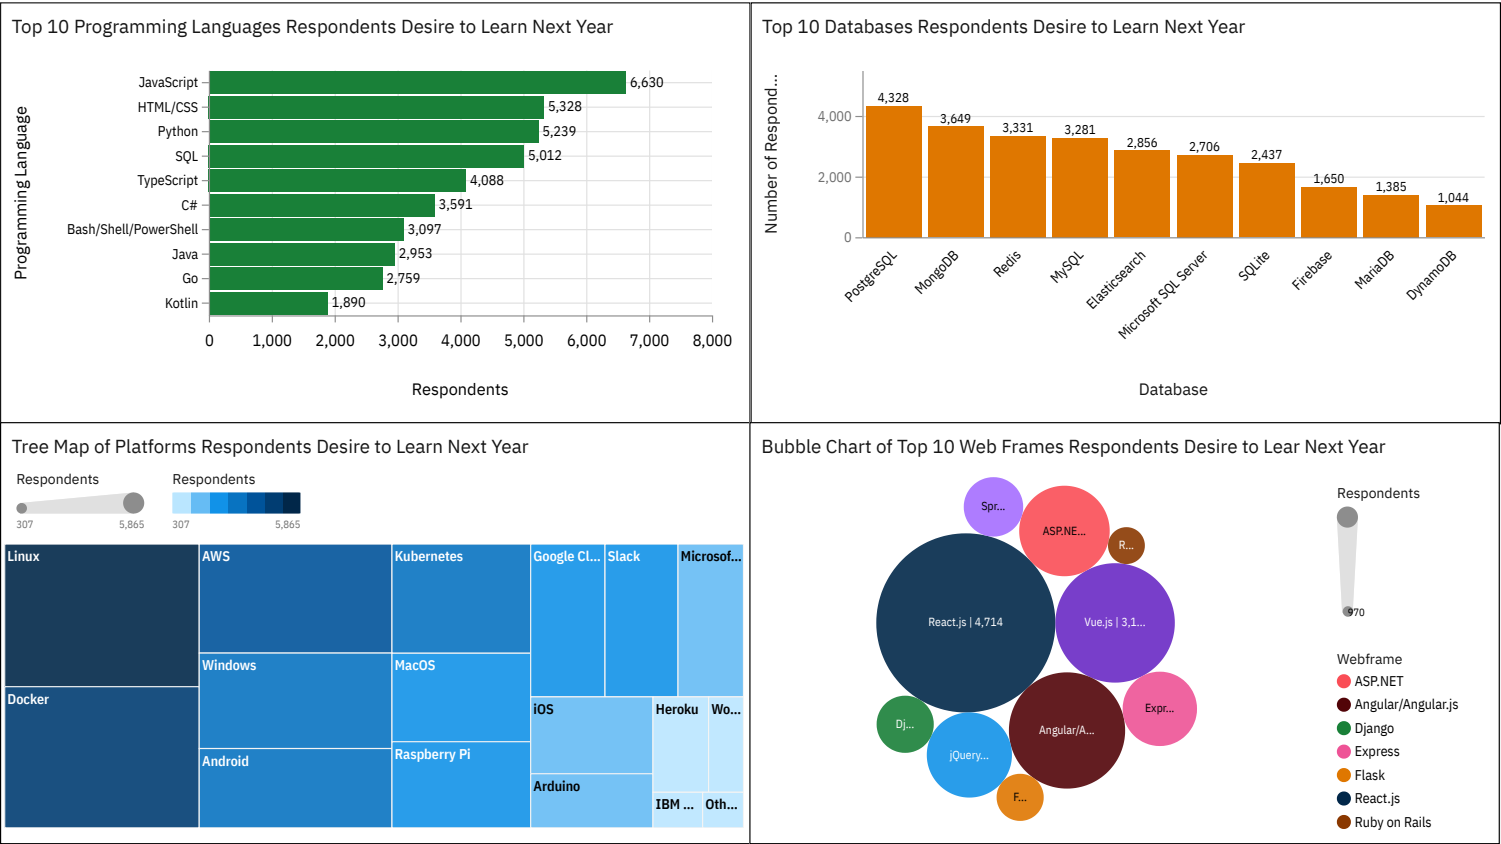 Top 10 Programming Languages Respondents Desire to Learn Next Year
Programming Language
JavaScript 6,630
HTML/CSS 5,328
Python 5,239
SQL 5,012
TypeScript 4,088
C# 3,591
Bash/Shell/PowerShell 3,097
Java 2,953
Go 2,759
Kotlin 1,890
0 1,000 2,000 3,000 4,000 5,000 6,000 7,000 8,000
Respondents
Top 10 Databases Respondents Desire to Learn Next Year
Number of Respond...
4,000
2,000
0
4,328 3,649 3,331 3,281 2,856 2,706 2,437 1,650 1,385 1,044
PostgreSQL MongoDB Redis MySQL Elasticsearch Microsoft SQL Server SQLite Firebase MariaDB DynamoDB
Database
Tree Map of Platforms Respondents Desire to Learn Next Year
Respondents
307 5,865
Respondents
307 5,865
Linux
Docker
AWS
Windows
Android
Kubernetes
MacOS
Raspberry Pi
Google Cl...
Slack
Microsof...
iOS
Arduino
Heroku
Wo...
IBM ...
Oth...
Bubble Chart of Top 10 Web Frames Respondents Desire to Lear Next Year
Spr...
ASP.NE...
R...
React.js | 4,714
Vue.js | 3,1...
Dj...
jQuery...
Angular/A...
Expr...
F...
Respondents
970
Webframe
ASP.NET
Angular/Angular.js
Django
Express
Flask
React.js
Ruby on Rails